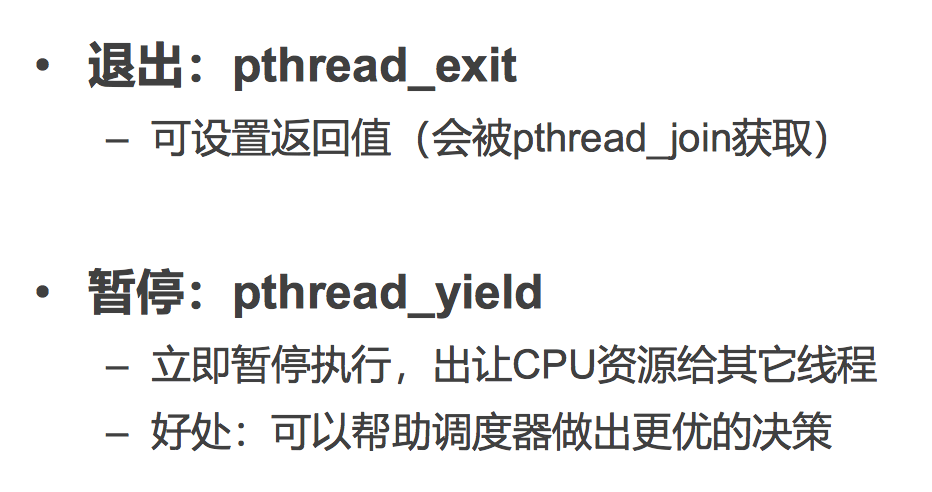 • 退出：pthread_exit
– 可设置返回值（会被pthread_join获取）
• 暂停：pthread_yield
– 立即暂停执行，出让CPU资源给其它线程
– 好处：可以帮助调度器做出更优的决策